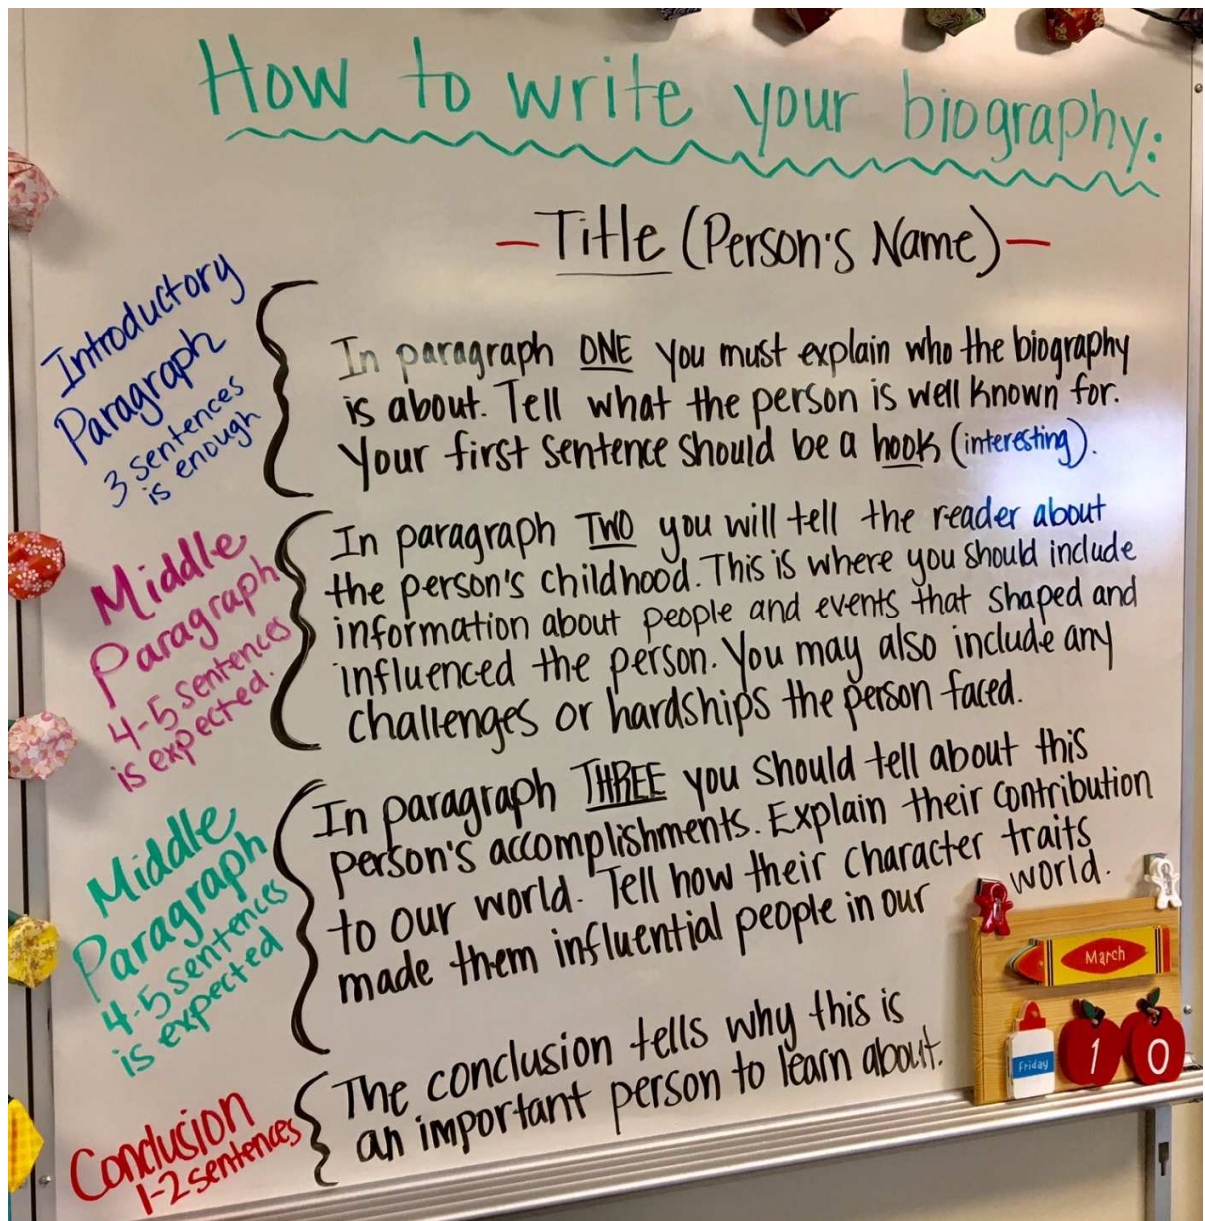 How to write your biography:
- Title (Person's Name) -
Introductory
Paragraph
3 sentences
is enough
In paragraph ONE you must explain who the biography
is about. Tell what the person is well known for.
Your first sentence should be a hook (interesting).
Middle
Paragraph
4-5 sentences
is expected.
In paragraph TWO you will tell the reader about
the person's childhood. This is where you should include
information about people and events that shaped and
influenced the person. You may also include any
challenges or hardships the person faced.
Middle
Paragraph
4-5 sentences
is expected
In paragraph THREE you should tell about this
person's accomplishments. Explain their contribution
to our world. Tell how their character traits
made them influential people in our world.
Conclusion
1-2 sentences
The conclusion tells why this is
an important person to learn about.
March
Friday
1 0